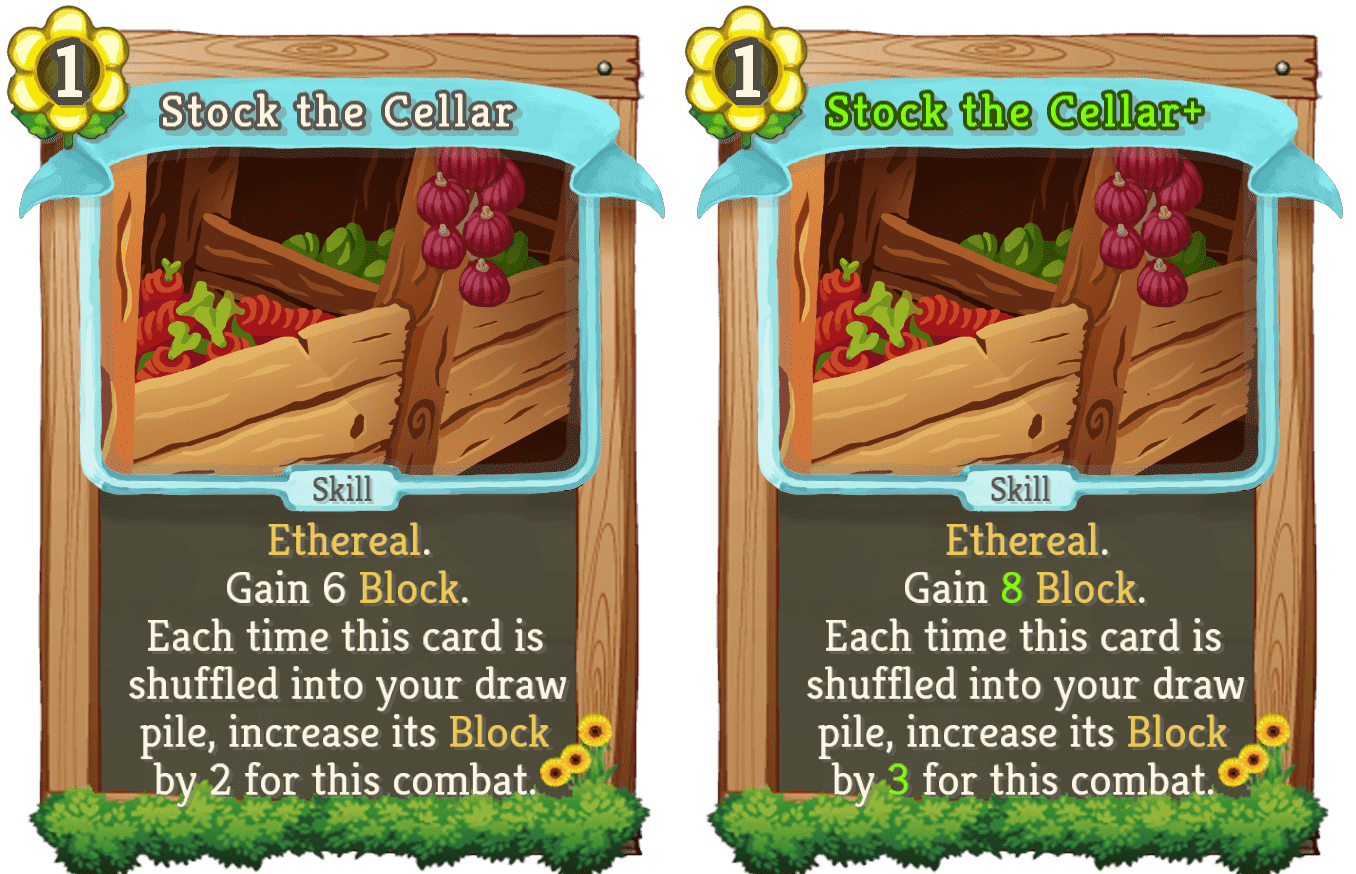 1
Stock the Cellar
Skill
Ethereal.
Gain 6 Block.
Each time this card is
shuffled into your draw
pile, increase its Block
by 2 for this combat.
1
Stock the Cellar+
Skill
Ethereal.
Gain 8 Block.
Each time this card is
shuffled into your draw
pile, increase its Block
by 3 for this combat.